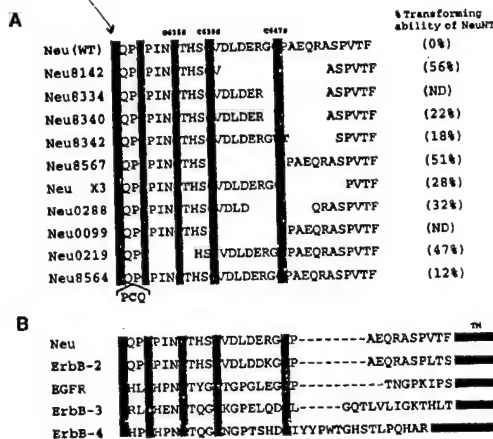 A
% Transforming
ability of NeuNT
Neu (WT) QP PIN THS VDLDERG PAEQRASPVTF (0%)
Neu8142 QP PIN THS V ASPVTF (56%)
Neu8334 QP PIN THS VDLDER ASPVTF (ND)
Neu8340 QP PIN THS VDLDER ASPVTF (22%)
Neu8342 QP PIN THS VDLDERG T SPVTF (18%)
Neu8567 QP PIN THS PAEQRASPVTF (51%)
Neu X3 QP PIN THS VDLDERG PVTF (28%)
Neu0288 QP PIN THS VDLD QRASPVTF (32%)
Neu0099 QP PIN THS PAEQRASPVTF (ND)
Neu0219 QP HS VDLDERG PAEQRASPVTF (47%)
Neu8564 QP PIN THS VDLDERG PAEQRASPVTF (12%)
PCQ
B
TM
Neu QP PIN THS VDLDERG P----------AEQRASPVTF
ErbB-2 QP PIN THS VDLDDKG P----------AEQRASPLTS
EGFR HL HPN TYG TGPGLEG P------------TNGPKIPS
ErbB-3 RL HEN TQG KGPELQD L-------GQTLVLIGKTHLT
ErbB-4 HP HPN TQG NGPTSHD IYYPWTGHSTLPQHAR